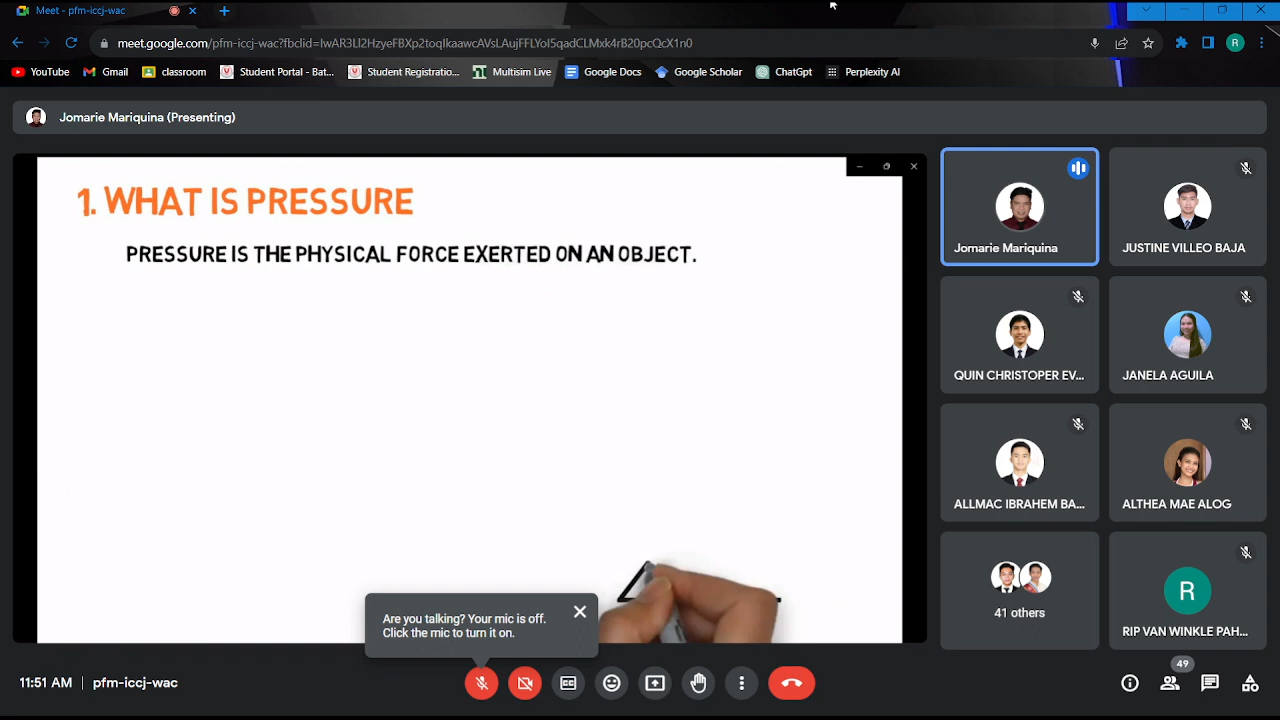 Meet - pfm-iccj-wac
meet.google.com/pfm-iccj-wac?fbclid=IwAR3Ll2HzyeFBXp2toqIkaawcAVsLAujFFLYoI5qadCLMxk4rB20pcQcX1n0
R
YouTube Gmail classroom Student Portal - Bat... Student Registratio... Multisim Live Google Docs Google Scholar ChatGpt Perplexity AI
Jomarie Mariquina (Presenting)
1. WHAT IS PRESSURE
PRESSURE IS THE PHYSICAL FORCE EXERTED ON AN OBJECT.
Jomarie Mariquina
JUSTINE VILLEO BAJA
QUIN CHRISTOPER EV...
JANELA AGUILA
ALLMAC IBRAHEM BA...
ALTHEA MAE ALOG
41 others
R
RIP VAN WINKLE PAH...
Are you talking? Your mic is off.
Click the mic to turn it on.
11:51 AM | pfm-iccj-wac
49